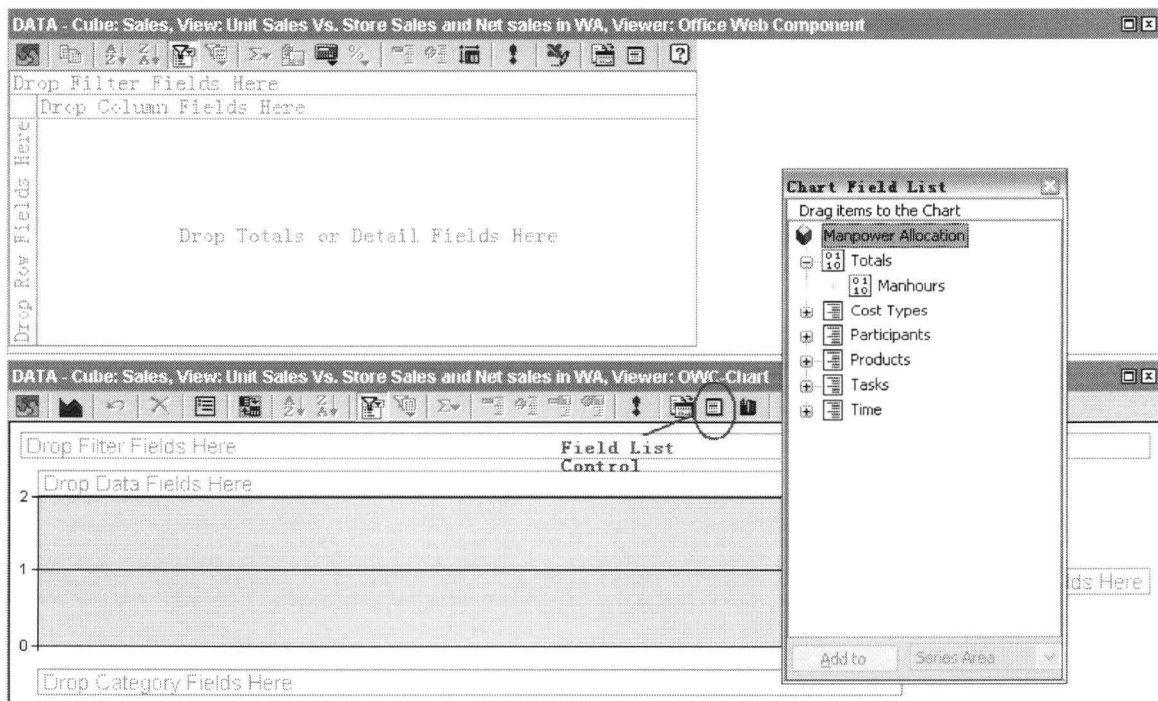 DATA - Cube: Sales, View: Unit Sales Vs. Store Sales and Net sales in WA, Viewer: Office Web Component
Drop Filter Fields Here
Drop Column Fields Here
Drop Row Fields Here
Drop Totals or Detail Fields Here
Chart Field List
Drag items to the Chart
Manpower Allocation
Totals
Manhours
Cost Types
Participants
Products
Tasks
Time
Add to
Series Area
DATA - Cube: Sales, View: Unit Sales Vs. Store Sales and Net sales in WA, Viewer: OWC-Chart
Drop Filter Fields Here
Field List
Control
Drop Data Fields Here
2
1
0
ds Here
Drop Category Fields Here